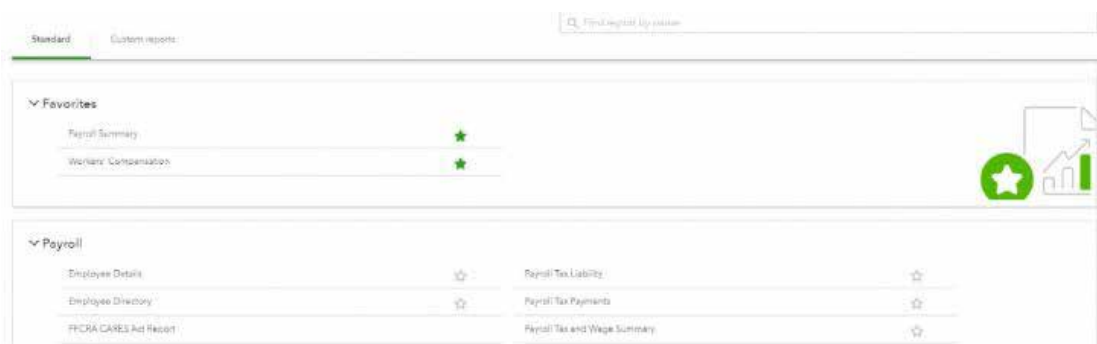 Find report by name
Standard
Custom reports
Favorites
Payroll Summary
Workers' Compensation
Payroll
Employee Details
Payroll Tax Liability
Employee Directory
Payroll Tax Payments
FFCRA CARES Act Report
Payroll Tax and Wage Summary